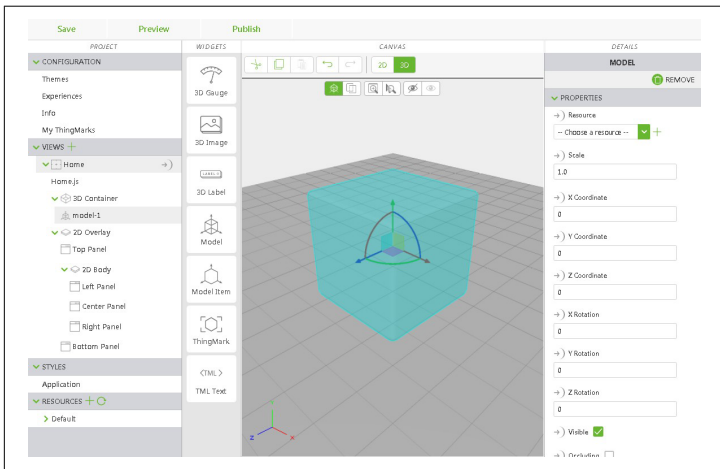 Save Preview Publish
PROJECT WIDGETS CANVAS DETAILS
CONFIGURATION
Themes
Experiences
Info
My ThingMarks
VIEWS
Home
Home.js
3D Container
model-1
2D Overlay
Top Panel
2D Body
Left Panel
Center Panel
Right Panel
Bottom Panel
STYLES
Application
RESOURCES
Default
3D Gauge
3D Image
LABELS
3D Label
Model
Model Item
ThingMark
<TML>
TML Text
2D 3D
z x
MODEL
REMOVE
PROPERTIES
Resource
-- Choose a resource --
Scale
1.0
X Coordinate
0
Y Coordinate
0
Z Coordinate
0
X Rotation
0
Y Rotation
0
Z Rotation
0
Visible
Occluding